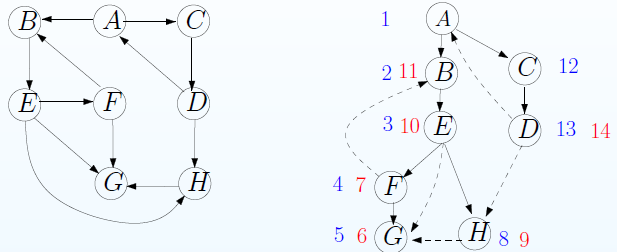 B A C
E F D
G H
1 A
2 11 B C 12
3 10 E D 13 14
4 7 F
5 6 G H 8 9